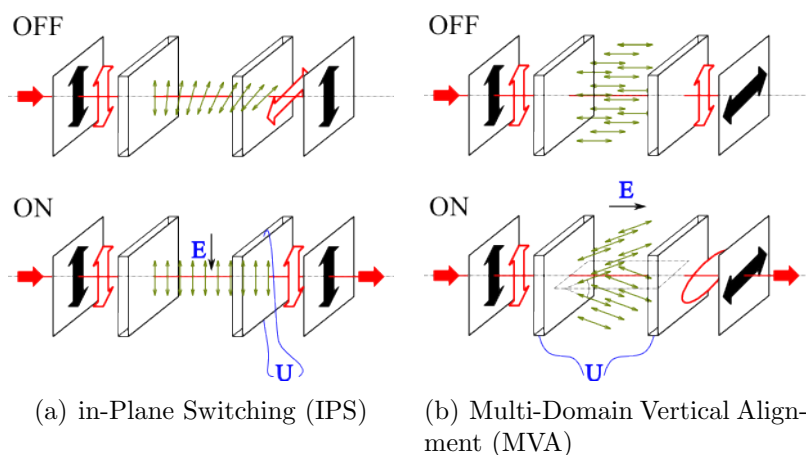 OFF
OFF
ON
E
U
ON
E
U
(a) in-Plane Switching (IPS)
(b) Multi-Domain Vertical Align-
ment (MVA)